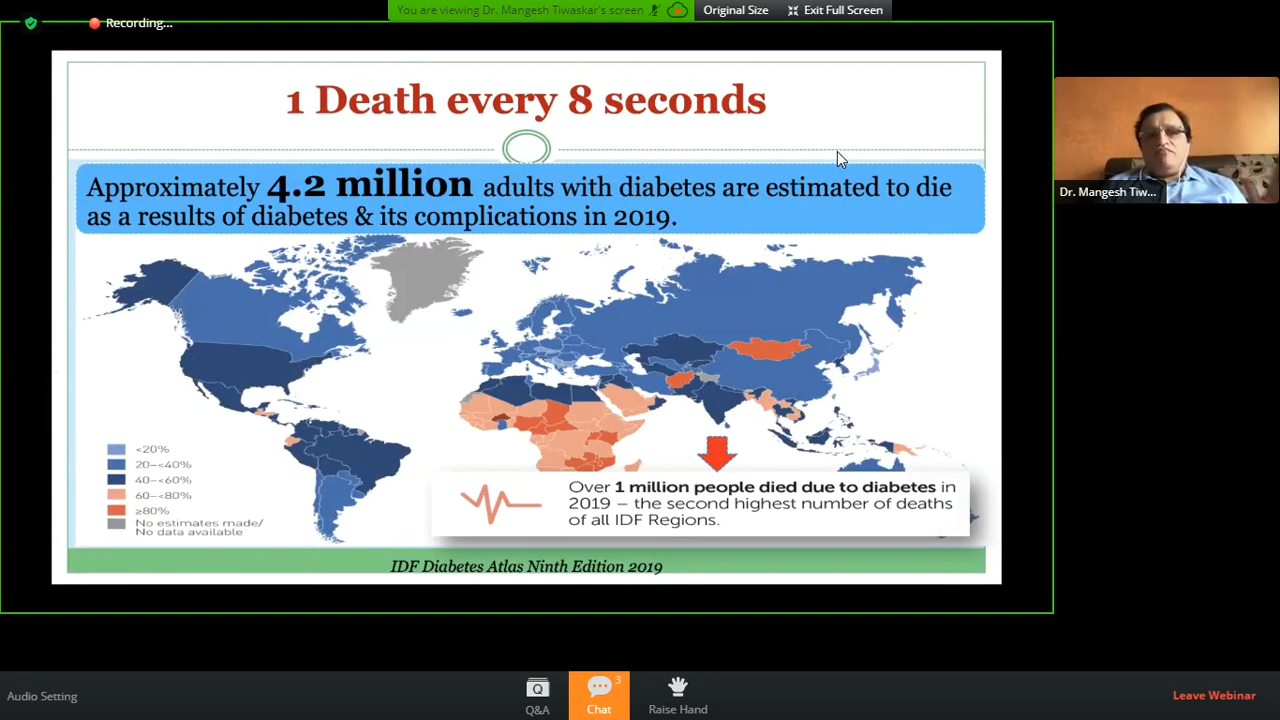 You are viewing Dr. Mangesh Tiwaskar's screen
Original Size
Exit Full Screen
Recording...
1 Death every 8 seconds
Approximately 4.2 million adults with diabetes are estimated to die
as a results of diabetes & its complications in 2019.
Dr. Mangesh Tiw...
<20%
20–<40%
40–<60%
60–<80%
≥80%
No estimates made/
No data available
Over 1 million people died due to diabetes in
2019 – the second highest number of deaths
of all IDF Regions.
IDF Diabetes Atlas Ninth Edition 2019
Audio Setting
Q
Q&A
3
Chat
Raise Hand
Leave Webinar